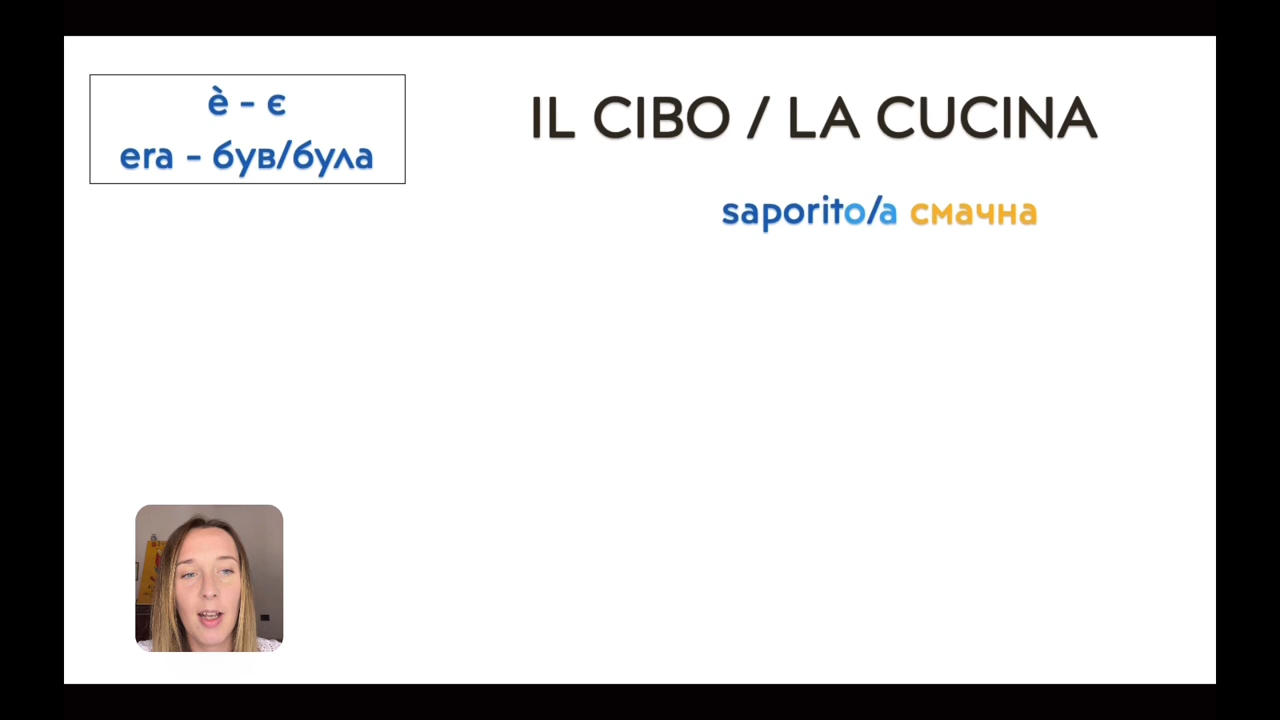 è - є
era - був/була
IL CIBO / LA CUCINA
saporito/a смачна